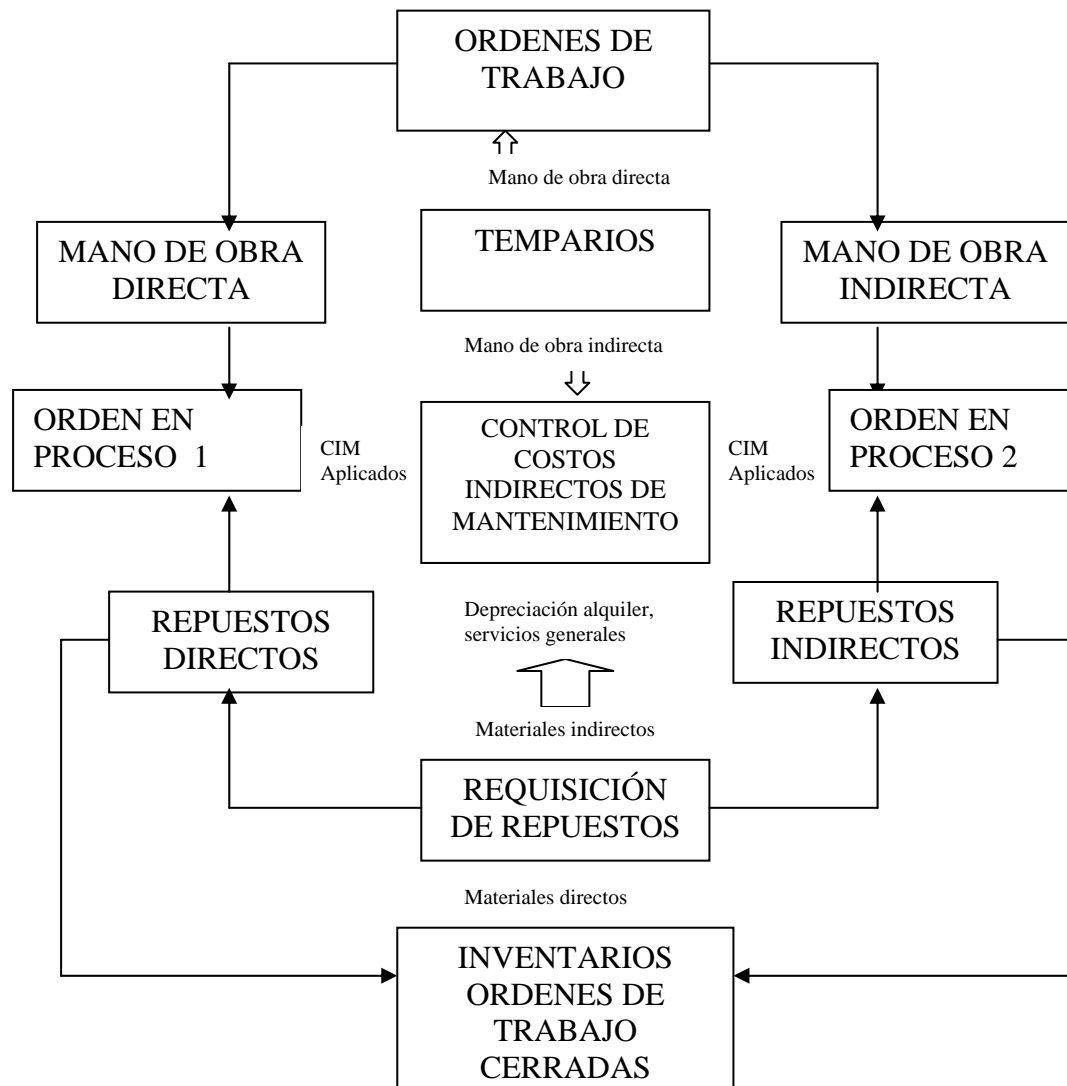 ORDENES DE
TRABAJO
Mano de obra directa
MANO DE OBRA
DIRECTA
TEMPARIOS
MANO DE OBRA
INDIRECTA
Mano de obra indirecta
ORDEN EN
PROCESO 1
CIM
Aplicados
CONTROL DE
COSTOS
INDIRECTOS DE
MANTENIMIENTO
CIM
Aplicados
ORDEN EN
PROCESO 2
REPUESTOS
DIRECTOS
Depreciación alquiler,
servicios generales
REPUESTOS
INDIRECTOS
Materiales indirectos
REQUISICIÓN
DE REPUESTOS
Materiales directos
INVENTARIOS
ORDENES DE
TRABAJO
CERRADAS